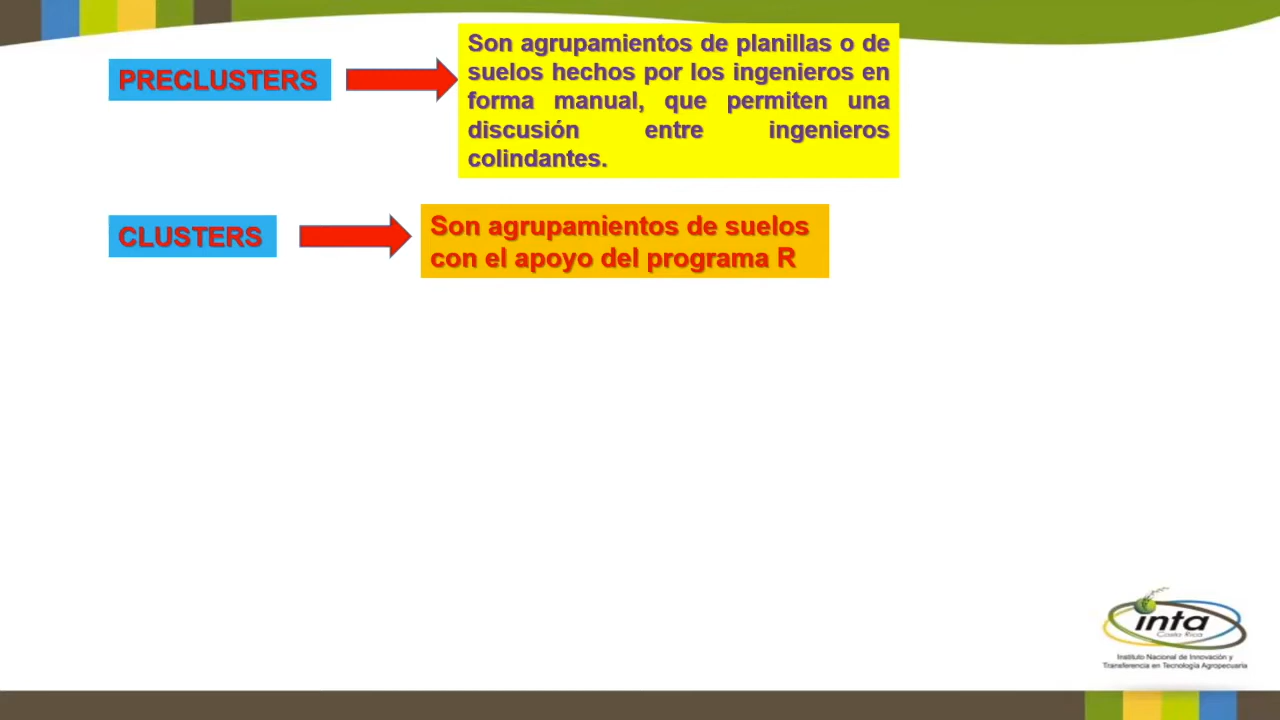 PRECLUSTERS
Son agrupamientos de planillas o de
suelos hechos por los ingenieros en
forma manual, que permiten una
discusión entre ingenieros
colindantes.
CLUSTERS
Son agrupamientos de suelos
con el apoyo del programa R
inta
Costa Rica
Instituto Nacional de Innovación y
Transferencia en Tecnología Agropecuaria